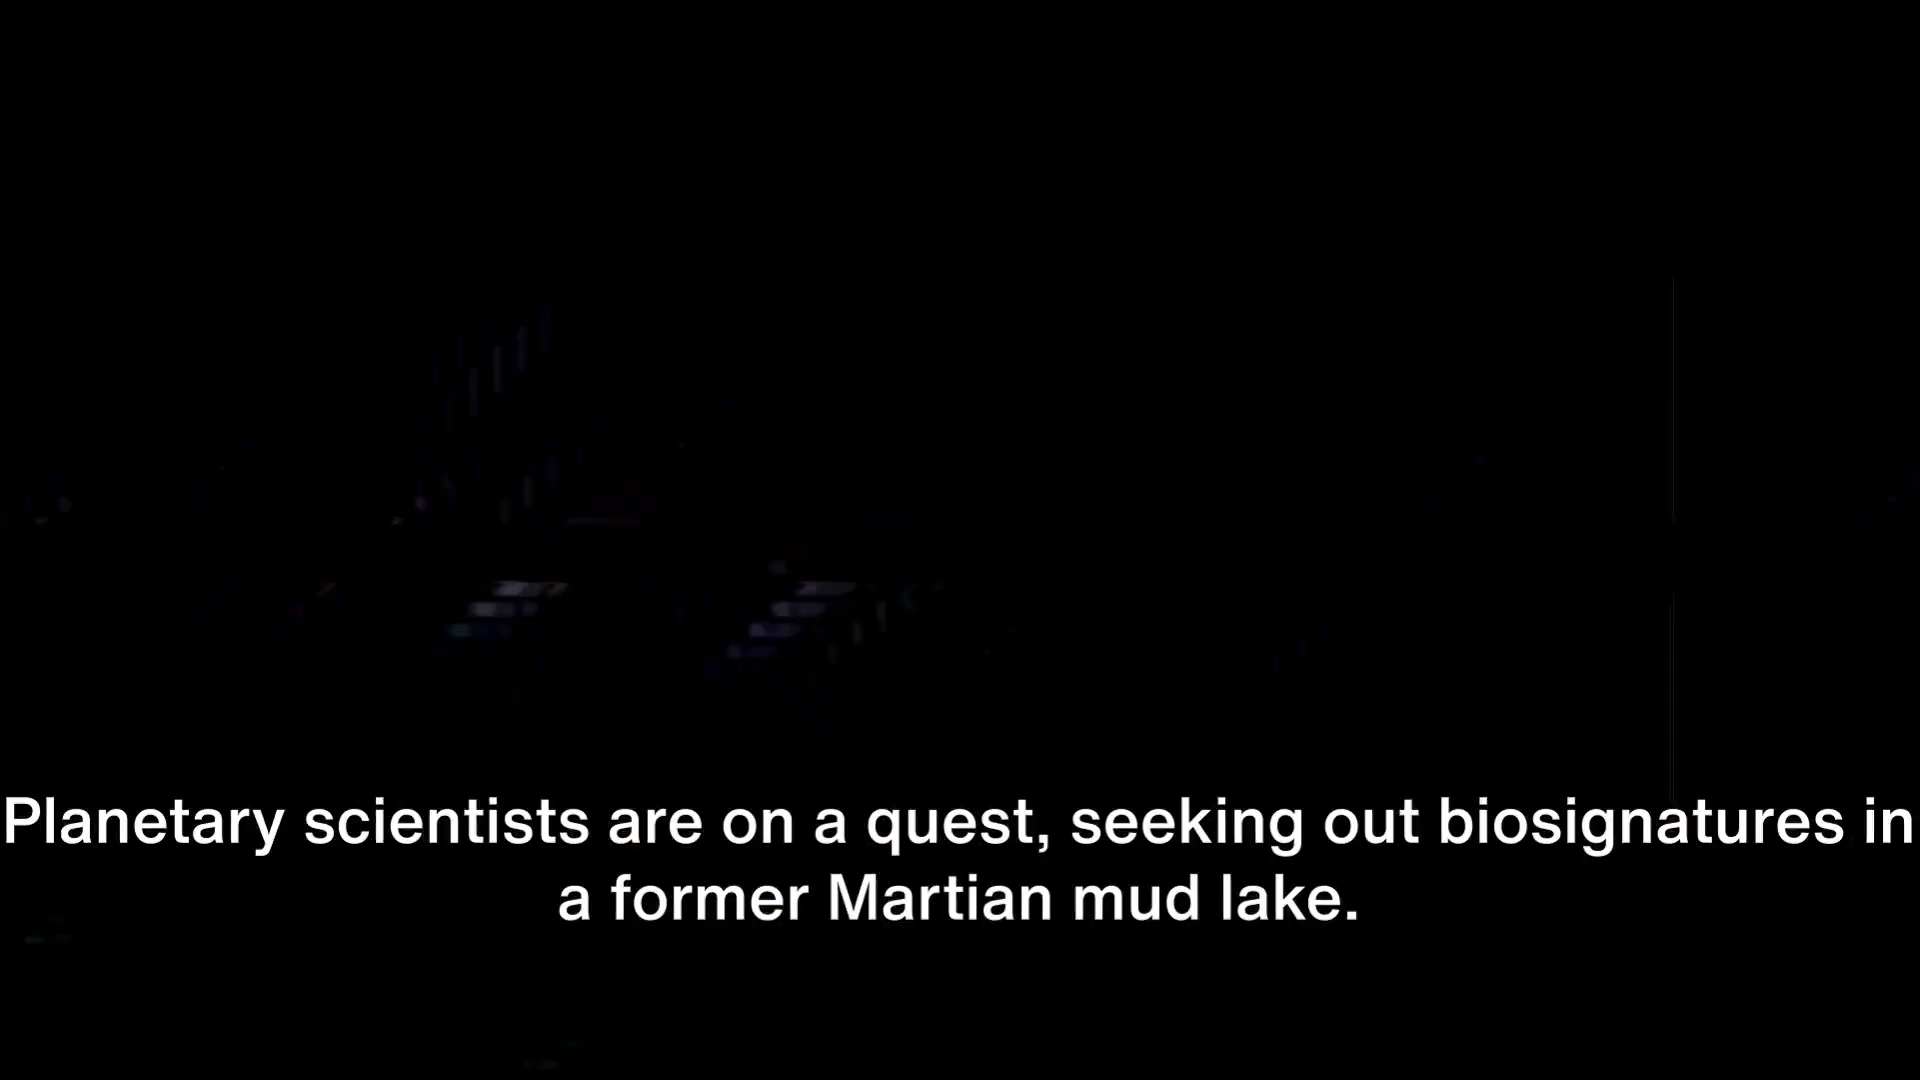 Planetary scientists are on a quest, seeking out biosignatures in
a former Martian mud lake.